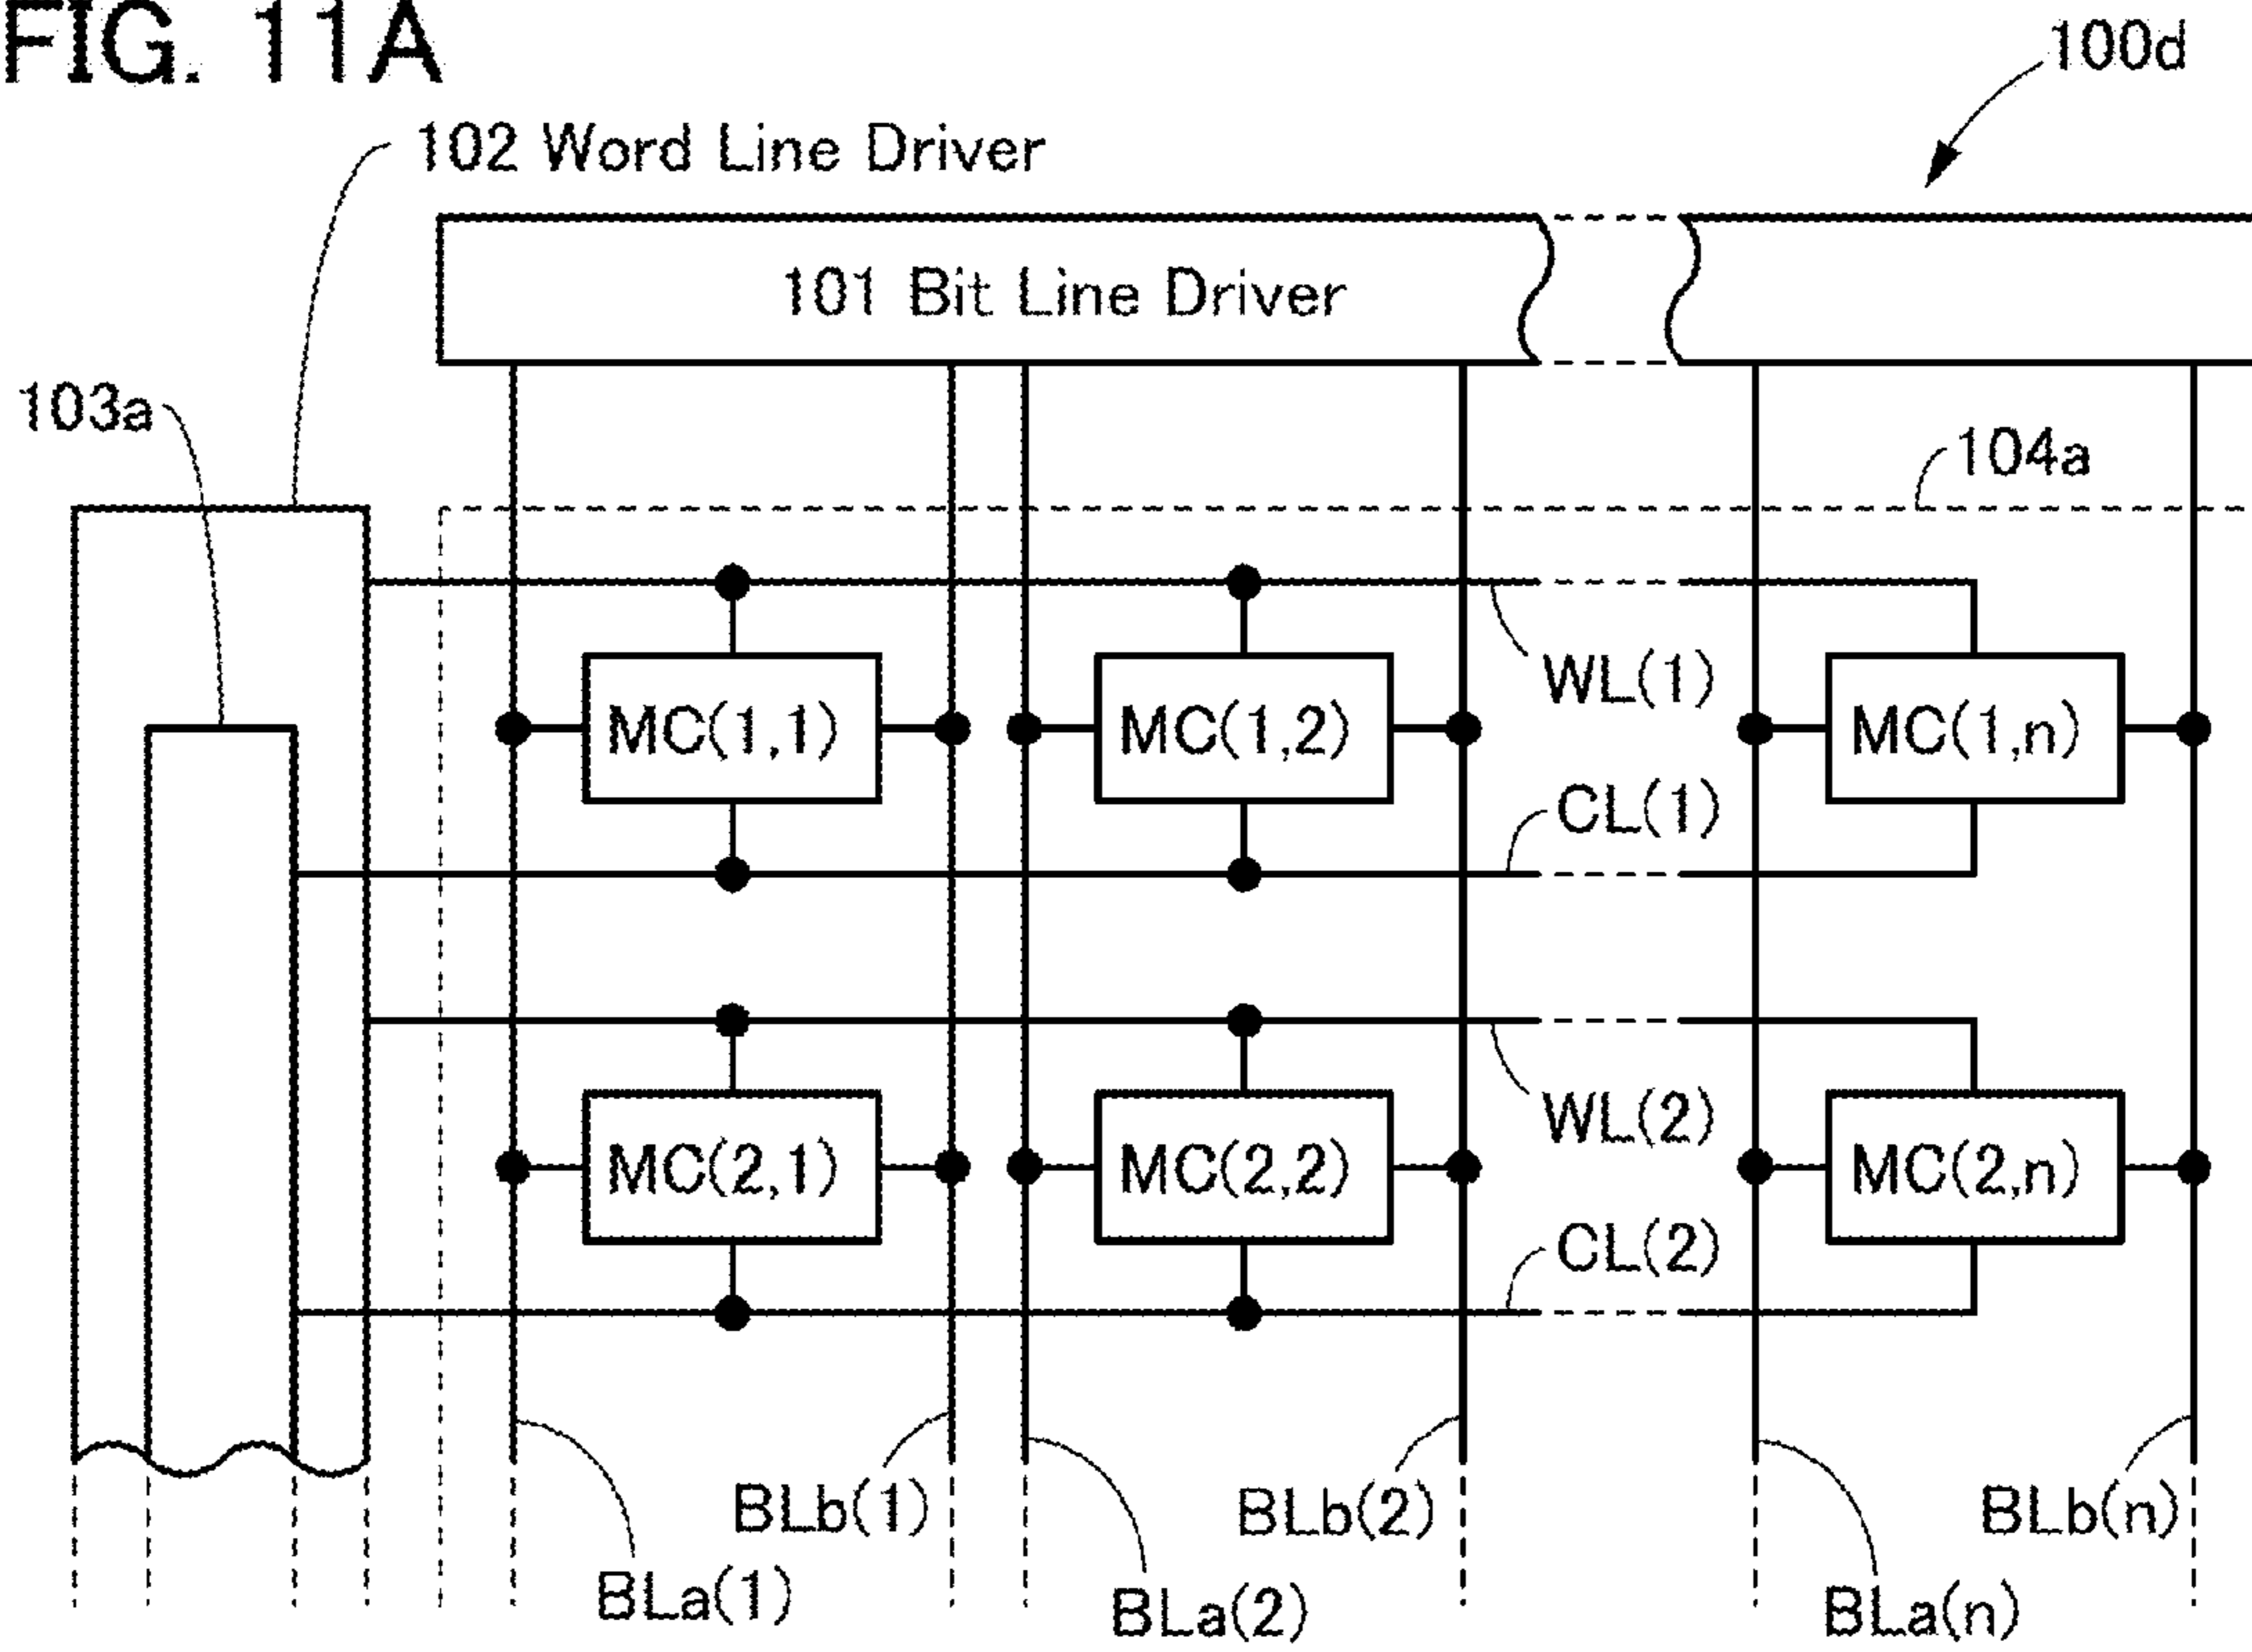 FIG. 11A
100d
102 Word Line Driver
101 Bit Line Driver
103a
104a
WL(1)
MC(1,1) MC(1,2) MC(1,n)
CL(1)
WL(2)
MC(2,1) MC(2,2) MC(2,n)
CL(2)
BLb(1) BLb(2) BLb(n)
BLa(1) BLa(2) BLa(n)